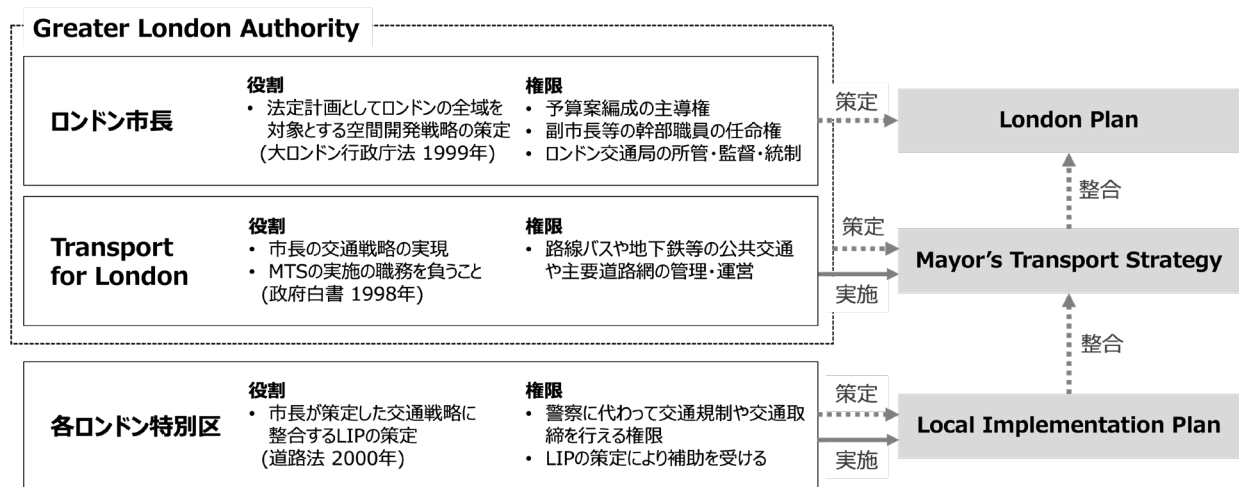 Greater London Authority
ロンドン市長
役割
• 法定計画としてロンドンの全域を
対象とする空間開発戦略の策定
(大ロンドン行政庁法 1999年)
権限
• 予算案編成の主導権
• 副市長等の幹部職員の任命権
• ロンドン交通局の所管・監督・統制
策定
London Plan
整合
Transport
for London
役割
• 市長の交通戦略の実現
• MTSの実施の職務を負うこと
(政府白書 1998年)
権限
• 路線バスや地下鉄等の公共交通
や主要道路網の管理・運営
策定
実施
Mayor’s Transport Strategy
整合
各ロンドン特別区
役割
• 市長が策定した交通戦略に
整合するLIPの策定
(道路法 2000年)
権限
• 警察に代わって交通規制や交通取
締を行える権限
• LIPの策定により補助を受ける
策定
実施
Local Implementation Plan